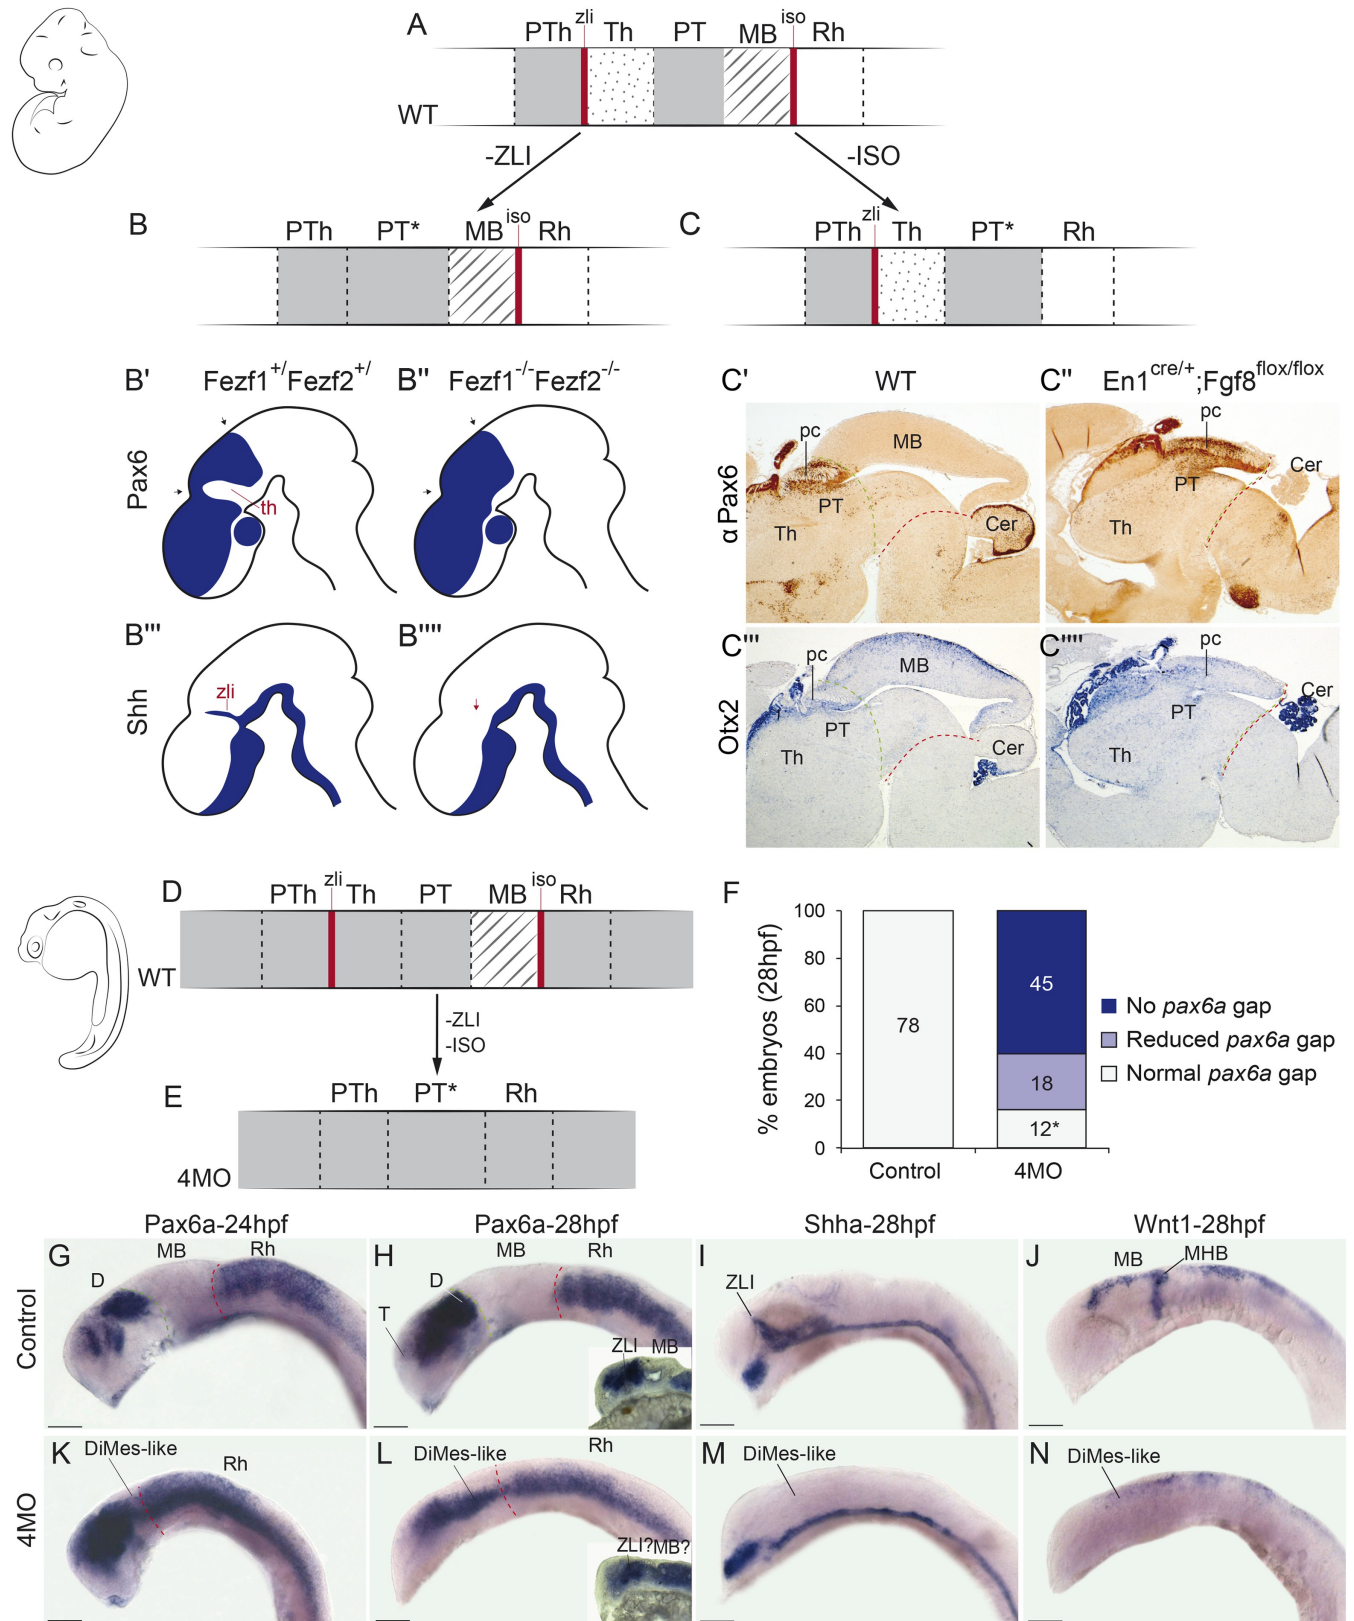 A
PTh zli Th PT MB iso Rh
WT
-ZLI -ISO
B
PTh PT* MB iso Rh
C
PTh zli Th PT* Rh
B' Fezf1+/Fezf2+/
B" Fezf1-/-Fezf2-/-
Pax6
th
B'"
B""
Shh
zli
C' WT
C" En1cre/+;Fgf8flox/flox
αPax6
pc MB PT Th Cer
pc Cer PT Th
C'"
C""
Otx2
pc MB PT Th Cer
pc Cer PT Th
D
PTh zli Th PT MB iso Rh
WT
-ZLI
-ISO
E
PTh PT* Rh
4MO
F
% embryos (28hpf)
100
80
60
40
20
0
78
45
18
12*
Control 4MO
No pax6a gap
Reduced pax6a gap
Normal pax6a gap
Pax6a-24hpf Pax6a-28hpf Shha-28hpf Wnt1-28hpf
Control
G MB Rh
D
H MB Rh
D
T
ZLI MB
I
ZLI
J
MB MHB
4MO
K DiMes-like
Rh
L DiMes-like
Rh
ZLI? MB?
M DiMes-like
N DiMes-like